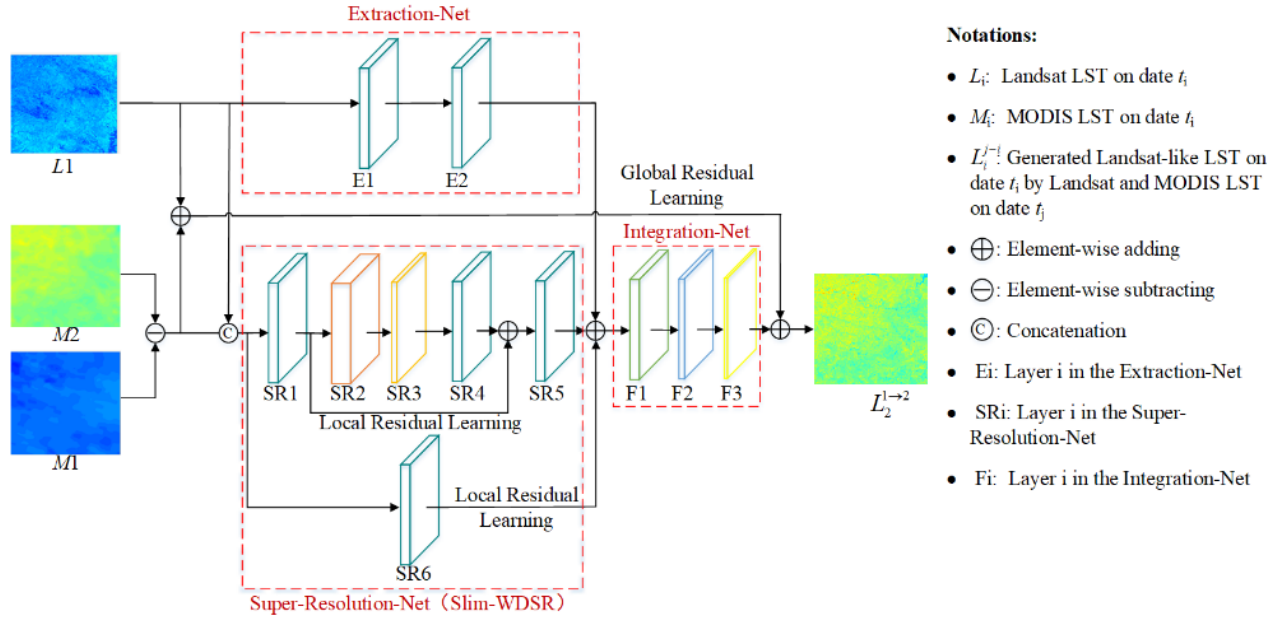 Extraction-Net
L1
E1
E2
Global Residual
Learning
M2
M1
C
SR1
SR2
SR3
SR4
SR5
Local Residual Learning
SR6
Local Residual
Learning
Super-Resolution-Net（Slim-WDSR）
Integration-Net
F1
F2
F3
L₂¹→²
Notations:
● Lᵢ: Landsat LST on date tᵢ
● Mᵢ: MODIS LST on date tᵢ
● Lᵢʲ⁻ⁱ: Generated Landsat-like LST on
date tᵢ by Landsat and MODIS LST
on date tⱼ
● ⊕: Element-wise adding
● ⊖: Element-wise subtracting
● Ⓒ: Concatenation
● Ei: Layer i in the Extraction-Net
● SRi: Layer i in the Super-
Resolution-Net
● Fi: Layer i in the Integration-Net